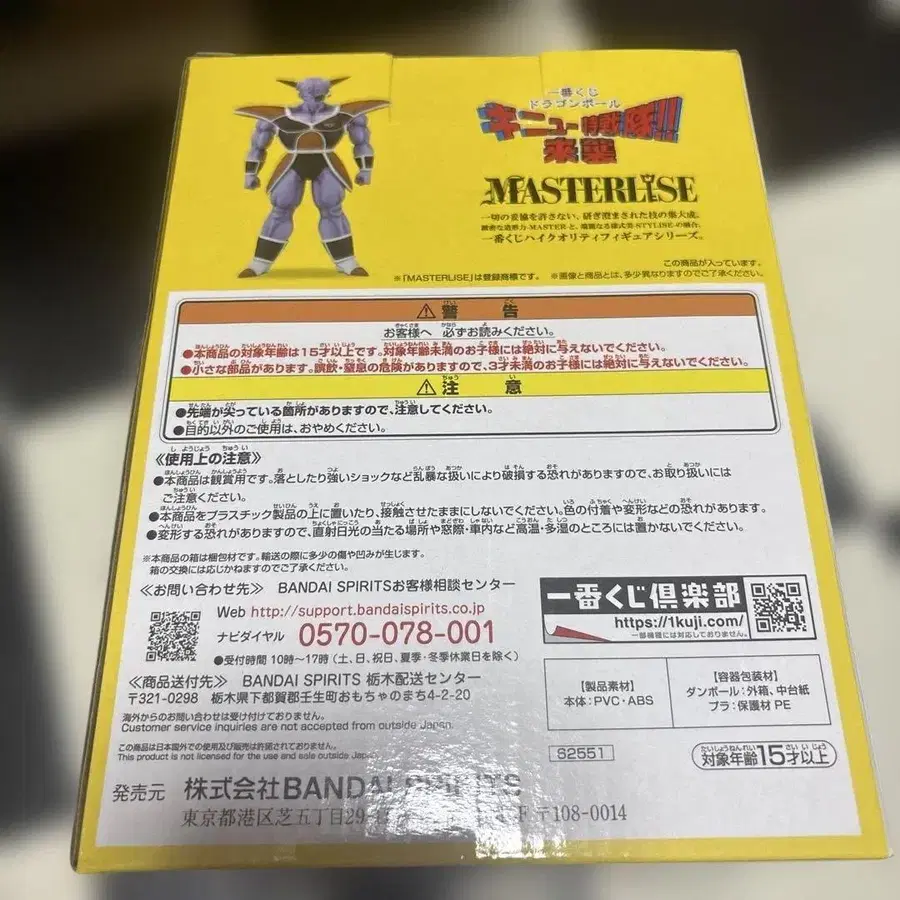 一番くじ
ドラゴンボール
ギニュー特戦隊!!
来襲
MASTERLISE
一切の妥協を許さない、研ぎ澄まされた技の集大成。
緻密な造形力-MASTER-と、端麗なる様式美-STYLISE-の融合。
一番くじハイクオリティフィギュアシリーズ。
この商品が入っています。
※「MASTERLISE」は登録商標です。 ※画像と商品とは、多少異なりますのでご了承ください。
⚠警告
お客様へ 必ずお読みください。
●本商品の対象年齢は15才以上です。対象年齢未満のお子様には絶対に与えないでください。
●小さな部品があります。誤飲・窒息の危険がありますので、3才未満のお子様には絶対に与えないでください。
⚠注意
●先端が尖っている箇所がありますので、注意してください。
●目的以外のご使用は、おやめください。
《使用上の注意》
●本商品は観賞用です。落としたり強いショックなど乱暴な扱いにより破損する恐れがありますので、お取り扱いには
ご注意ください。
●本商品をプラスチック製品の上に置いたり、接触させたままにしないでください。色の付着や変形などの恐れがあります。
●変形する恐れがありますので、直射日光の当たる場所や窓際・車内など高温・多湿のところには置かないでください。
※本商品の箱は梱包材です。輸送の際に多少の傷や凹みが生じます。
箱の交換には応じかねますのでご了承ください。
《お問い合わせ先》 BANDAI SPIRITSお客様相談センター
Web http://support.bandaispirits.co.jp
ナビダイヤル 0570-078-001
●受付時間 10時〜17時(土、日、祝日、夏季・冬季休業日を除く)
《商品送付先》 BANDAI SPIRITS 栃木配送センター
〒321-0298 栃木県下都賀郡壬生町おもちゃのまち4-2-20
海外からのお問い合わせは受け付けておりません。
Customer service inquiries are not accepted from outside Japan.
この商品は日本国外での使用及び販売は許諾されておりません。
This product is not licensed for the use and sale outside Japan.
一番くじ倶楽部
https://1kuji.com/
一部機種には対応しておりません。
【製品素材】
本体:PVC・ABS
【容器包装材】
ダンボール:外箱、中台紙
プラ:保護材 PE
S2551
対象年齢15才以上
発売元 株式会社BANDAI SPIRITS
東京都港区芝五丁目29-11 〒108-0014